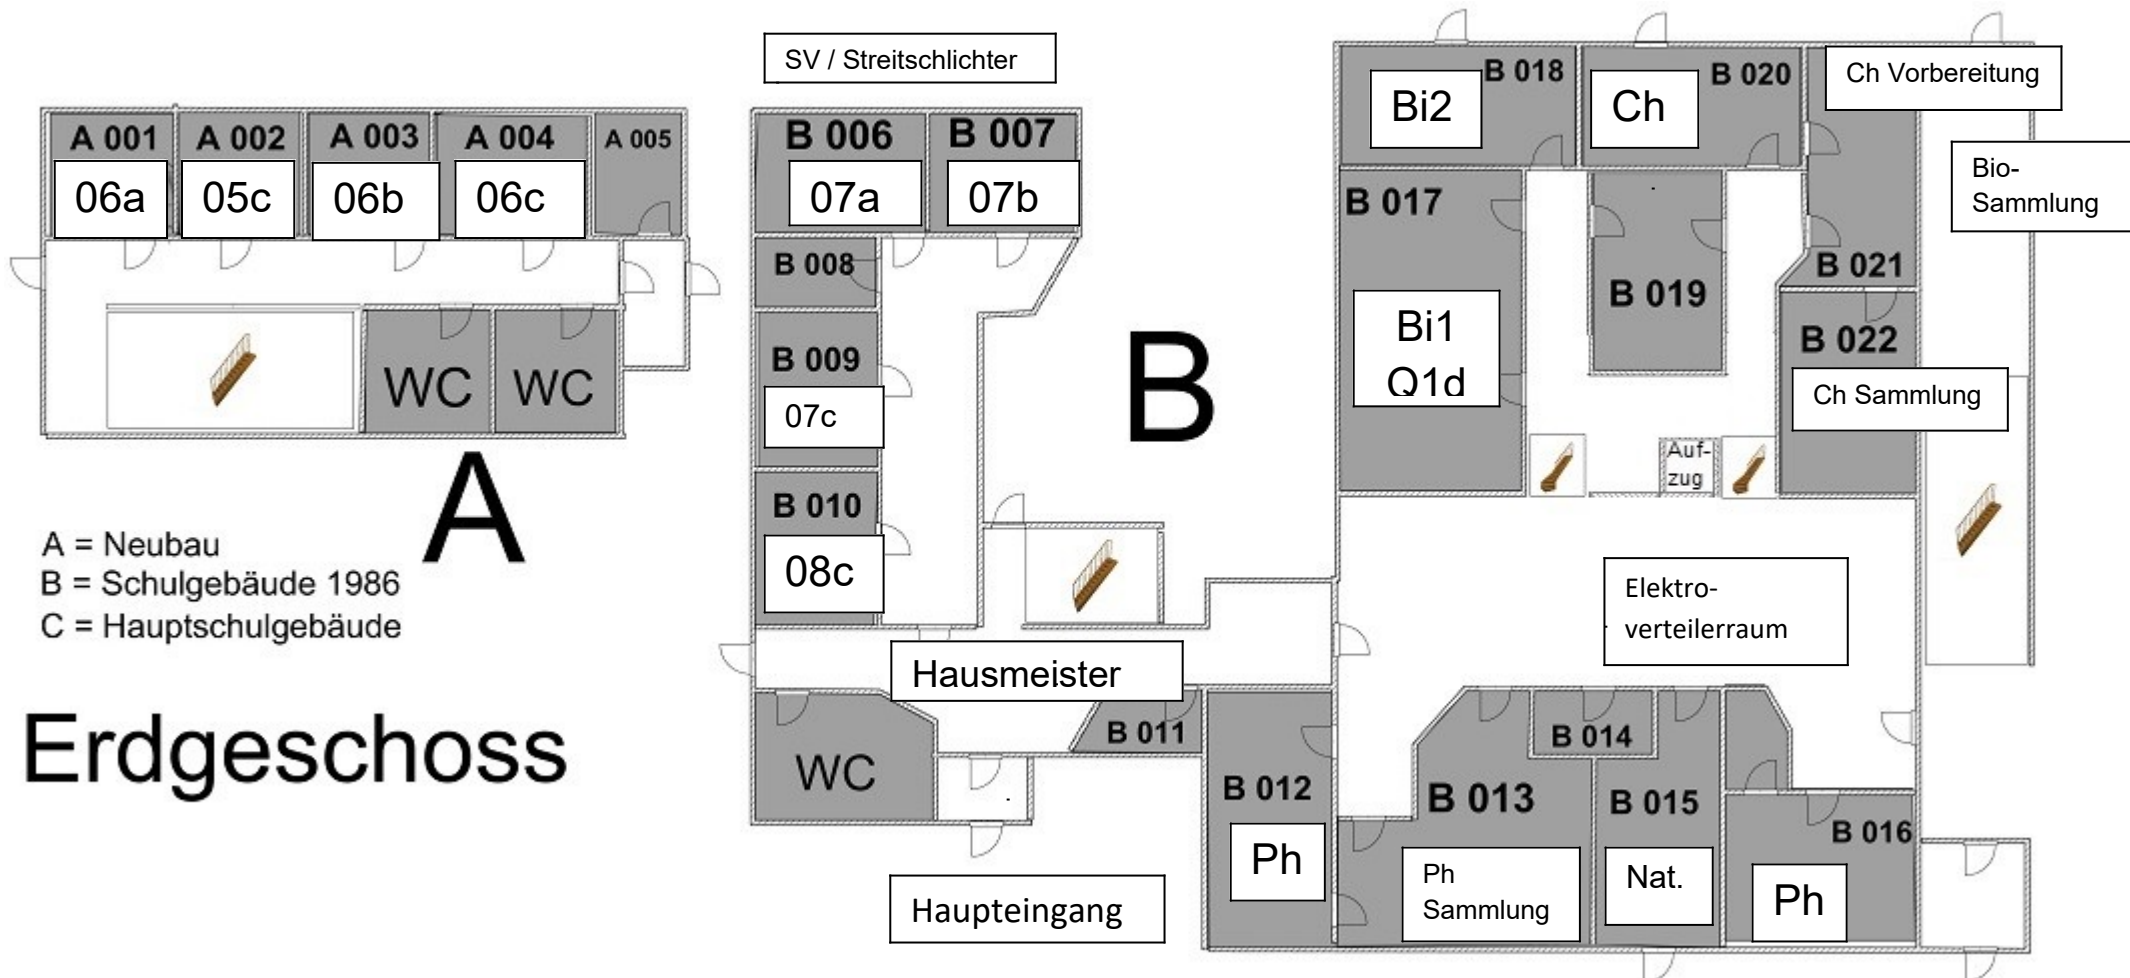 SV / Streitschlichter
A 001
06a
A 002
05c
A 003
06b
A 004
06c
A 005
WC
WC
A
A = Neubau
B = Schulgebäude 1986
C = Hauptschulgebäude
Erdgeschoss
B 006
07a
B 007
07b
B 008
B 009
07c
B 010
08c
B
Hausmeister
WC
B 011
Haupteingang
B 012
Ph
B 018
Bi2
B 020
Ch
Ch Vorbereitung
Bio-
Sammlung
B 017
Bi1
Q1d
B 019
B 021
B 022
Ch Sammlung
Auf-
zug
Elektro-
verteilerraum
B 013
Ph
Sammlung
B 014
B 015
Nat.
B 016
Ph